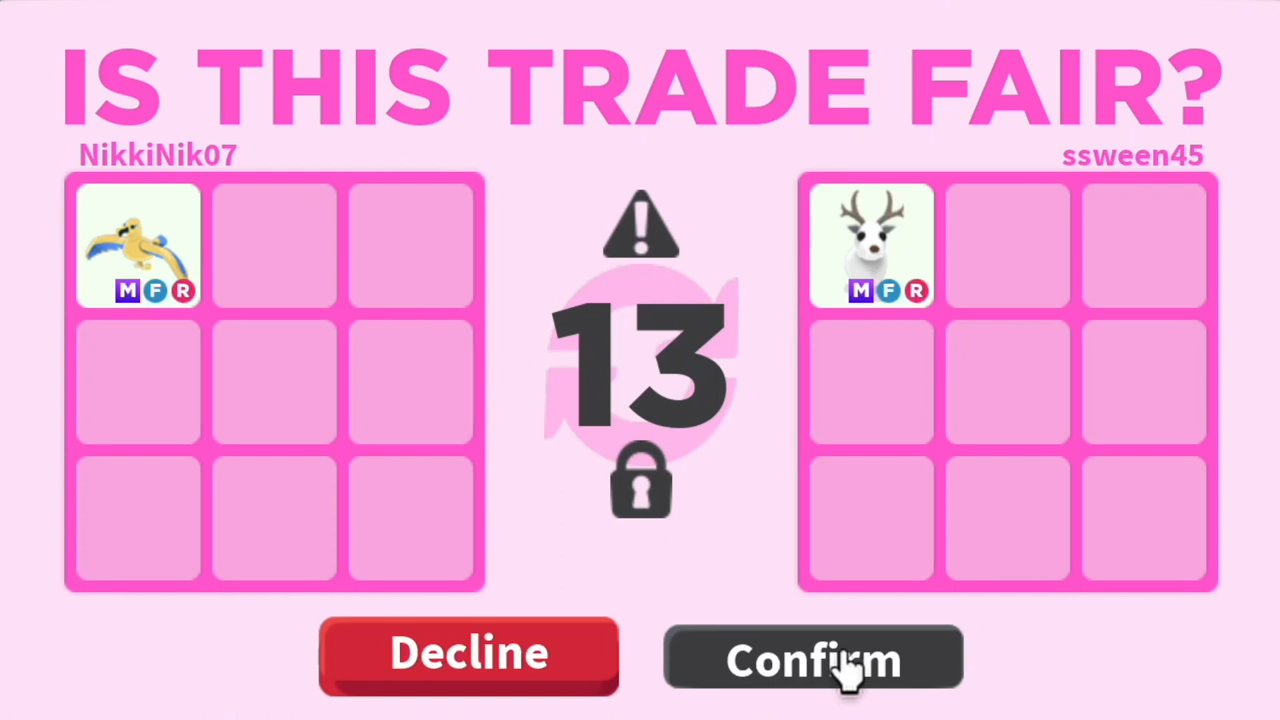 IS THIS TRADE FAIR?
NikkiNik07
ssween45
M F R
M F R
13
Decline
Confirm